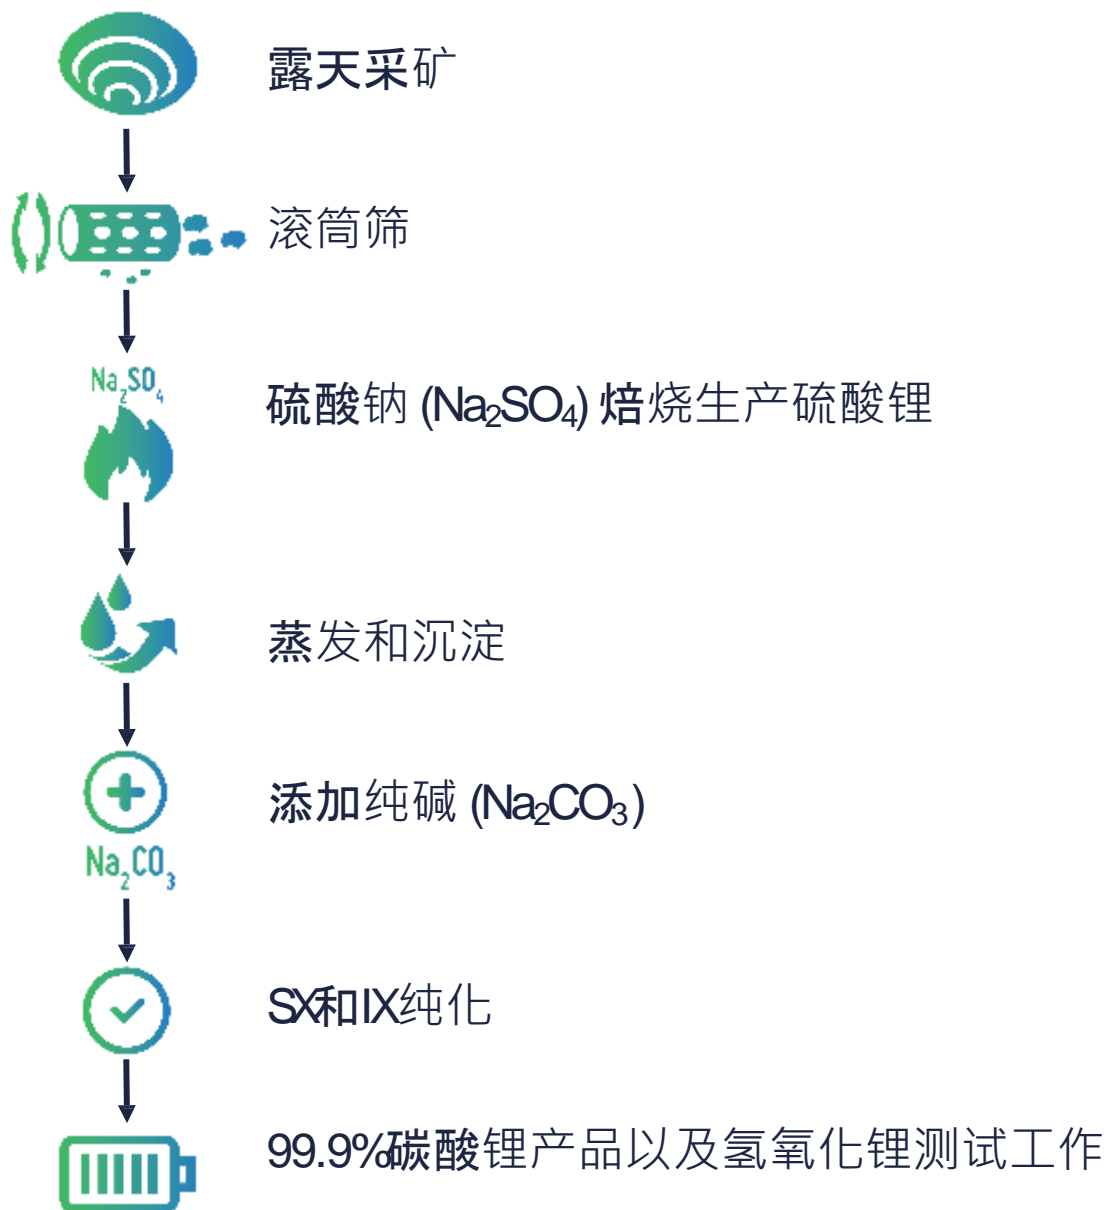 露天采矿
滚筒筛
Na₂SO₄
硫酸钠 (Na₂SO₄) 焙烧生产硫酸锂
蒸发和沉淀
添加纯碱 (Na₂CO₃)
Na₂CO₃
SX和IX纯化
99.9%碳酸锂产品以及氢氧化锂测试工作